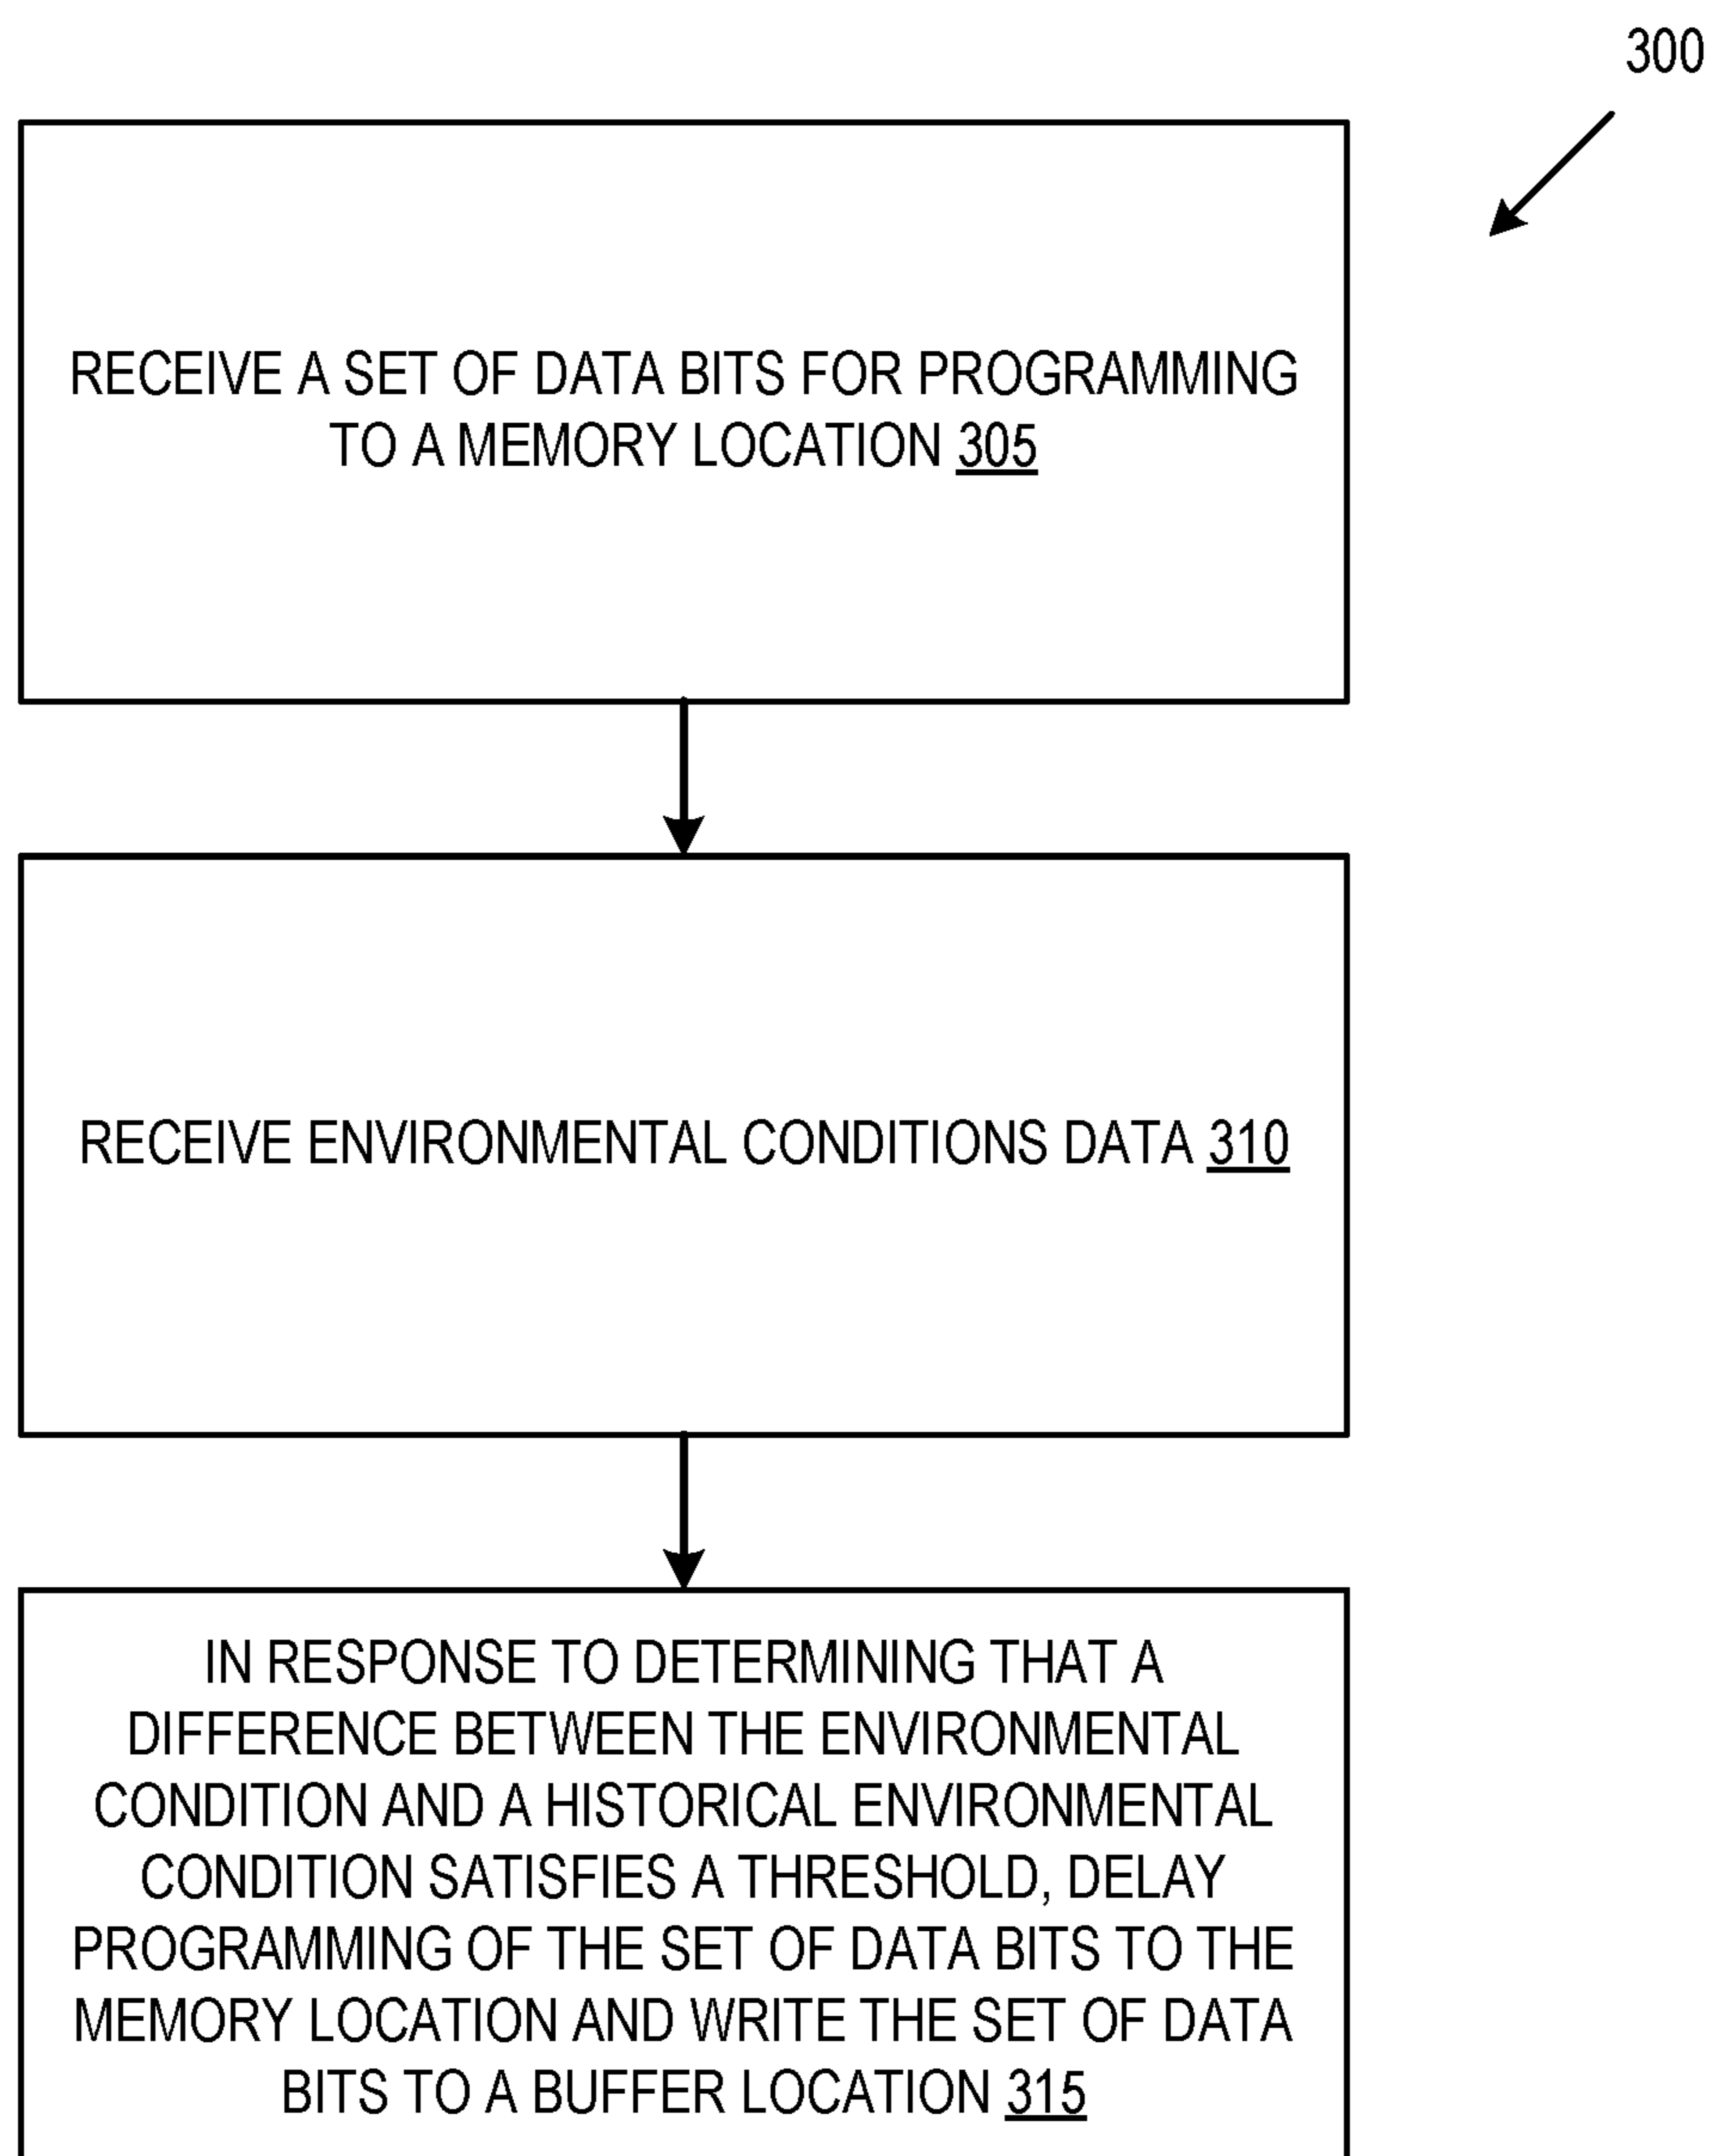 300
RECEIVE A SET OF DATA BITS FOR PROGRAMMING
TO A MEMORY LOCATION 305
RECEIVE ENVIRONMENTAL CONDITIONS DATA 310
IN RESPONSE TO DETERMINING THAT A
DIFFERENCE BETWEEN THE ENVIRONMENTAL
CONDITION AND A HISTORICAL ENVIRONMENTAL
CONDITION SATISFIES A THRESHOLD, DELAY
PROGRAMMING OF THE SET OF DATA BITS TO THE
MEMORY LOCATION AND WRITE THE SET OF DATA
BITS TO A BUFFER LOCATION 315